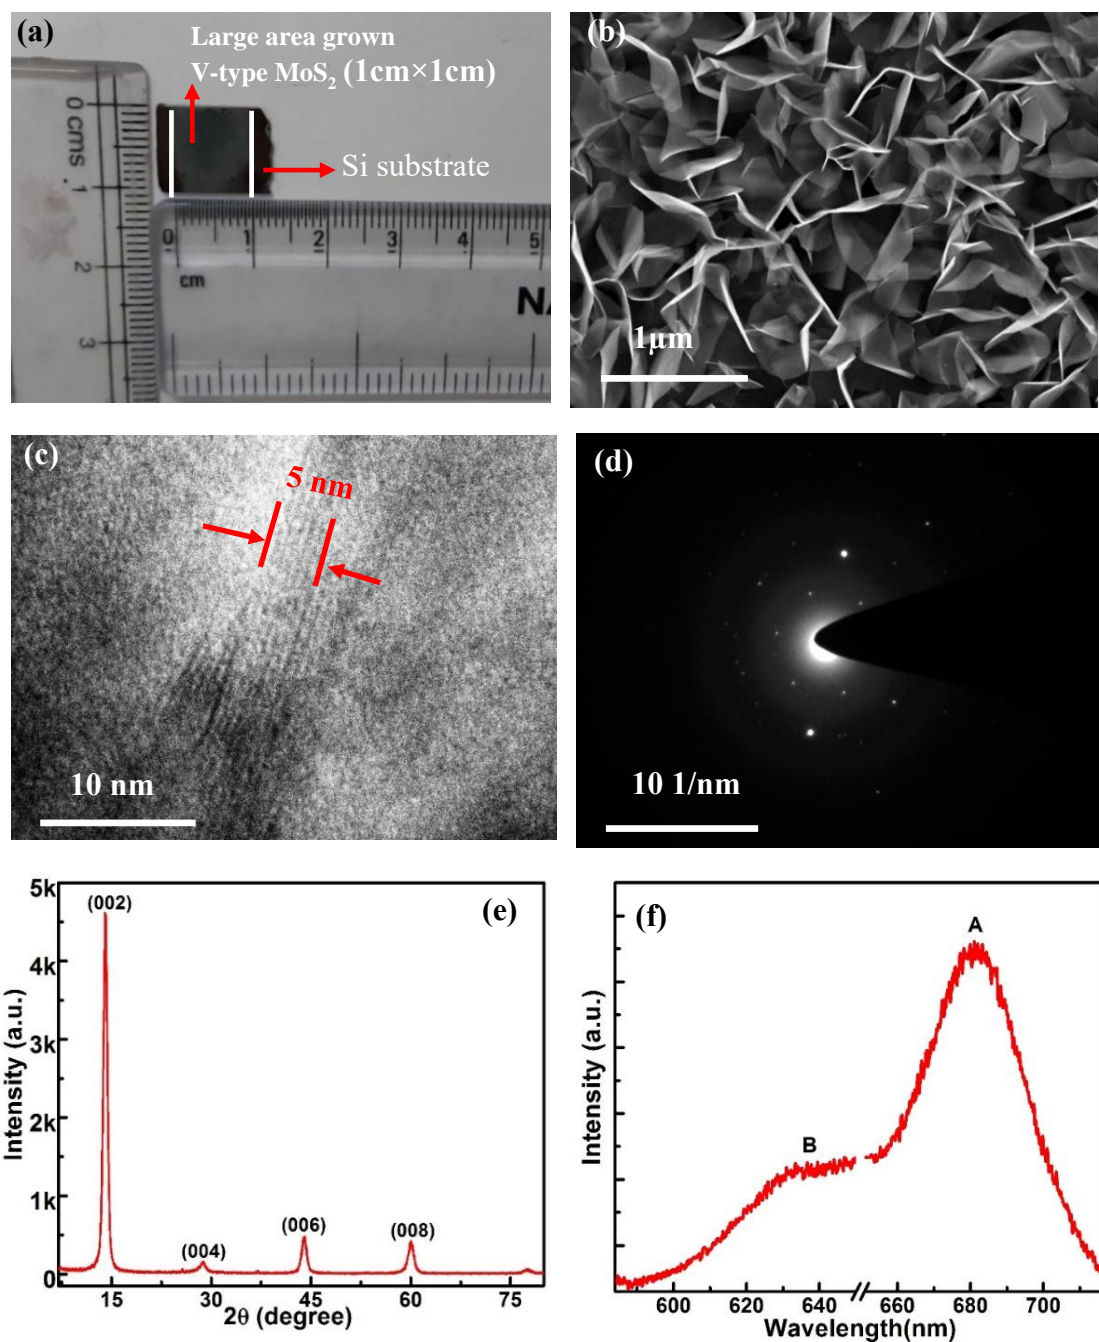 (a)
Large area grown
V-type MoS₂ (1cm×1cm)
Si substrate
0 cms .1 2 3
0 1 2 3 4 5
cm
NA
(b)
1μm
(c)
5 nm
10 nm
(d)
10 1/nm
(e)
5k
4k
3k
2k
1k
0
Intensity (a.u.)
(002)
(004)
(006)
(008)
15 30 45 60 75
2θ (degree)
(f)
A
B
Intensity (a.u.)
600 620 640 660 680 700
Wavelength(nm)